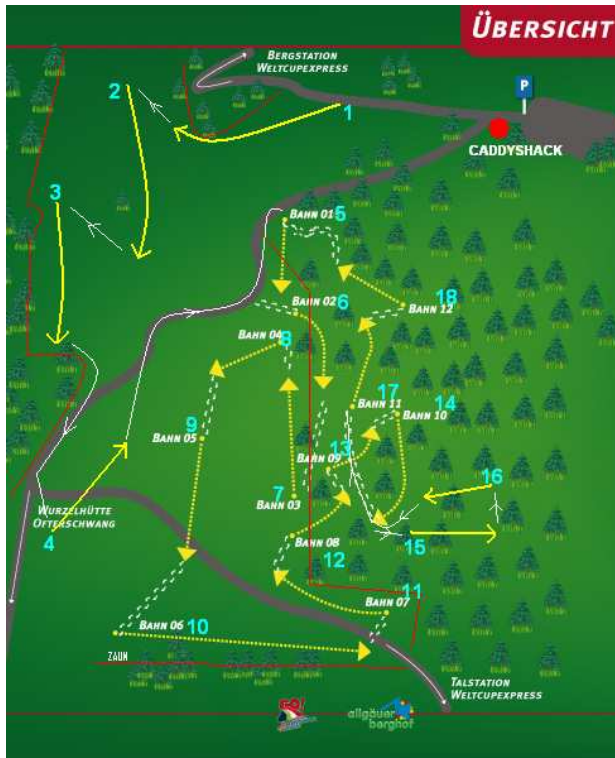 ÜBERSICHT
BERGSTATION
WELTCUPEXPRESS
P
CADDYSHACK
1
2
3
BAHN 01 5
BAHN 02 6
BAHN 12 18
BAHN 04 8
BAHN 11 17
BAHN 10 14
BAHN 05 9
BAHN 09 13
BAHN 03 7
16
WURZELHÜTTE
OFTERSCHWANG
4
BAHN 08
15
12
11
BAHN 07
BAHN 06 10
ZAUN
TALSTATION
WELTCUPEXPRESS
GO!
allgäuer
berghof